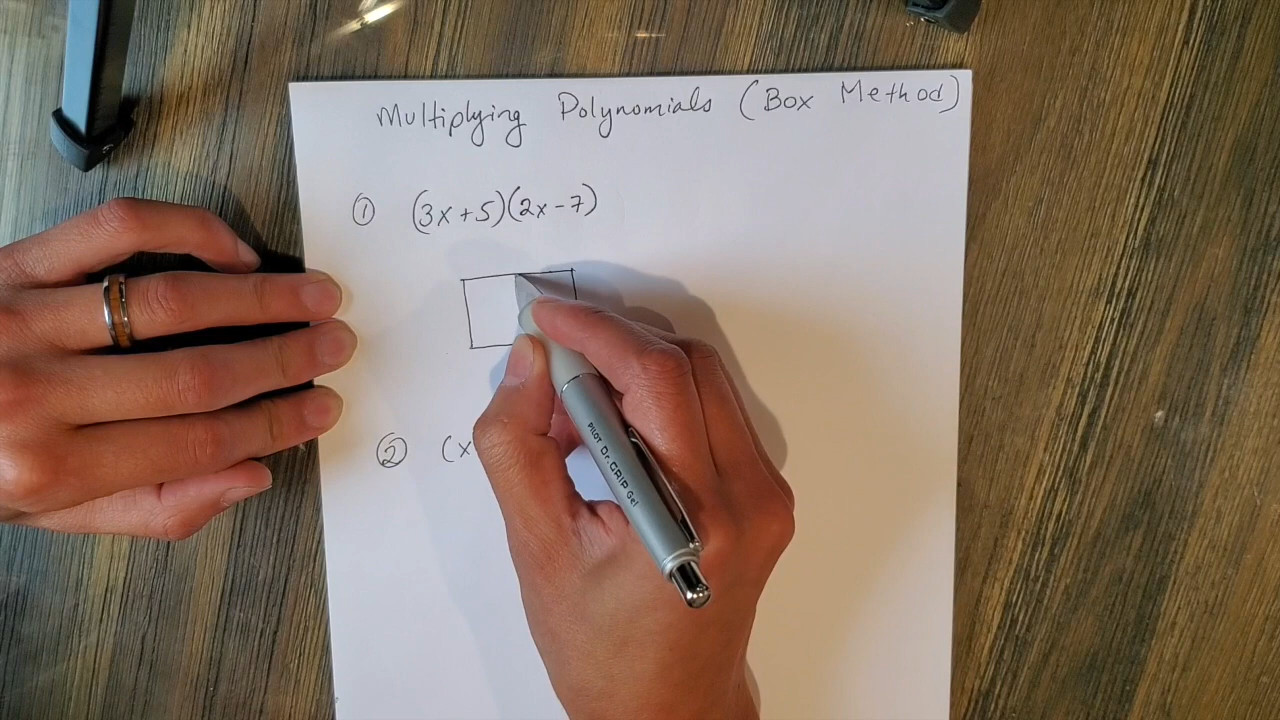 Multiplying Polynomials (Box Method)
① (3x+5)(2x-7)
② (x
PILOT Dr.GRIP Gel